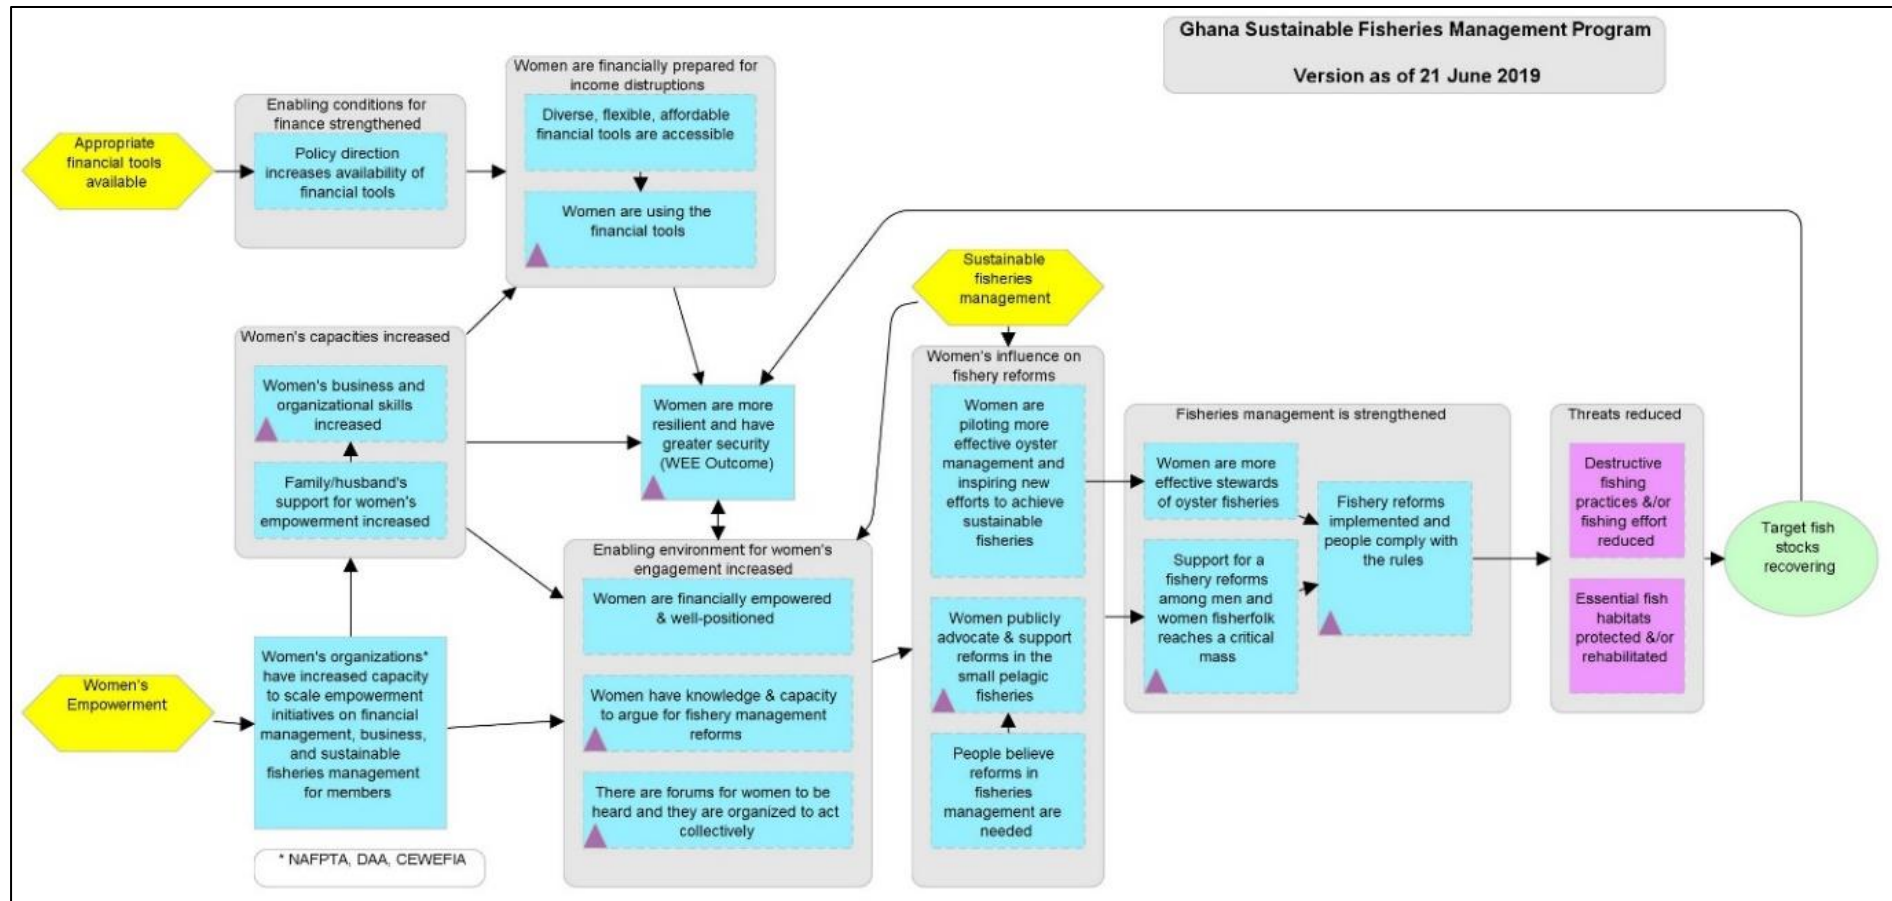 Ghana Sustainable Fisheries Management Program
Version as of 21 June 2019
Appropriate
financial tools
available
Enabling conditions for
finance strengthened
Policy direction
increases availability of
financial tools
Women are financially prepared for
income distruptions
Diverse, flexible, affordable
financial tools are accessible
Women are using the
financial tools
Women's capacities increased
Women's business and
organizational skills
increased
Family/husband's
support for women's
empowerment increased
Women are more
resilient and have
greater security
(WEE Outcome)
Sustainable
fisheries
management
Women's
Empowerment
Women's organizations*
have increased capacity
to scale empowerment
initiatives on financial
management, business,
and sustainable
fisheries management
for members
* NAFPTA, DAA, CEWEFIA
Enabling environment for women's
engagement increased
Women are financially empowered
& well-positioned
Women have knowledge & capacity
to argue for fishery management
reforms
There are forums for women to be
heard and they are organized to act
collectively
Women's influence on
fishery reforms
Women are
piloting more
effective oyster
management and
inspiring new
efforts to achieve
sustainable
fisheries
Women publicly
advocate & support
reforms in the
small pelagic
fisheries
People believe
reforms in
fisheries
management are
needed
Fisheries management is strengthened
Women are more
effective stewards
of oyster fisheries
Support for a
fishery reforms
among men and
women fisherfolk
reaches a critical
mass
Fishery reforms
implemented and
people comply with
the rules
Threats reduced
Destructive
fishing
practices &/or
fishing effort
reduced
Essential fish
habitats
protected &/or
rehabilitated
Target fish
stocks
recovering